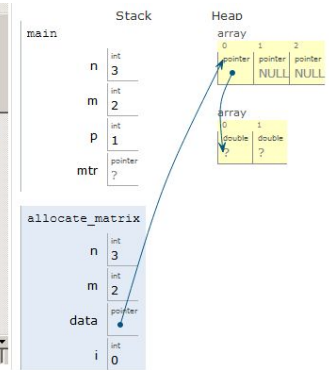 Stack
Heap
main
array
0 1 2
pointer pointer pointer
NULL NULL
int
n 3
int
m 2
int
p 1
pointer
mtr ?
array
0 1
double double
? ?
allocate_matrix
int
n 3
int
m 2
pointer
data
int
i 0